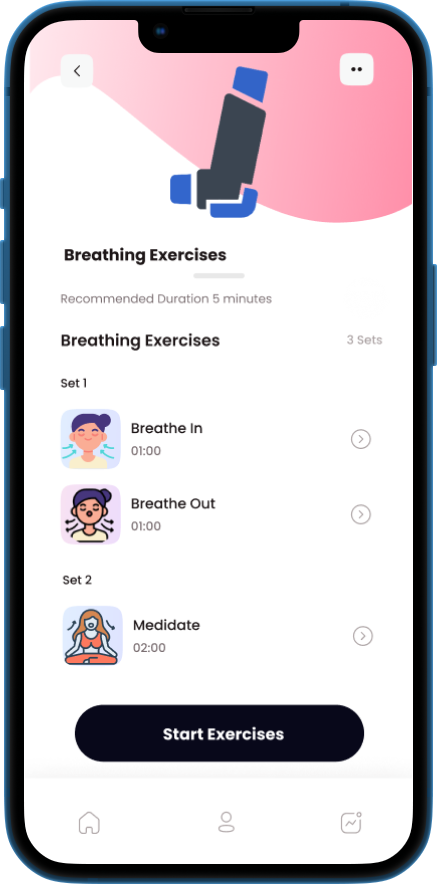 Breathing Exercises
Recommended Duration 5 minutes
Breathing Exercises 3 Sets
Set 1
Breathe In
01:00
Breathe Out
01:00
Set 2
Medidate
02:00
Start Exercises